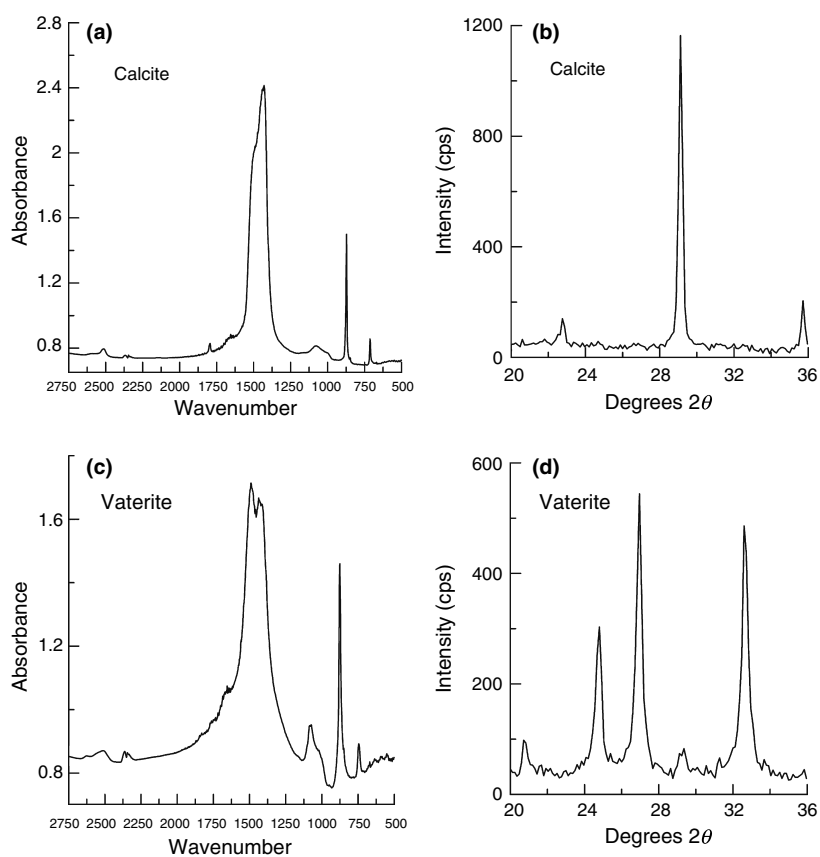 (a)
Calcite
2.8
2.4
2
1.6
1.2
0.8
Absorbance
2750 2500 2250 2000 1750 1500 1250 1000 750 500
Wavenumber
(b)
Calcite
1200
800
400
0
Intensity (cps)
20 24 28 32 36
Degrees 2θ
(c)
Vaterite
1.6
1.2
0.8
Absorbance
2750 2500 2250 2000 1750 1500 1250 1000 750 500
Wavenumber
(d)
Vaterite
600
400
200
0
Intensity (cps)
20 24 28 32 36
Degrees 2θ